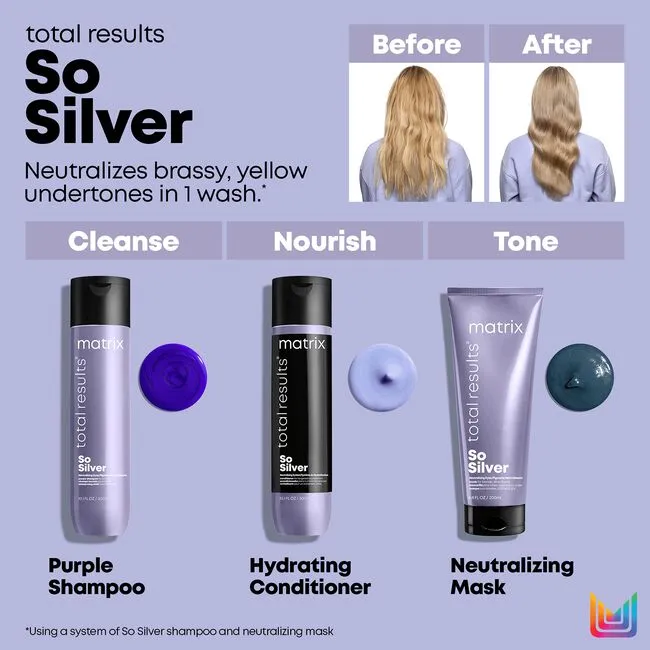 total results
So
Silver
Neutralizes brassy, yellow
undertones in 1 wash.*
Before
After
Cleanse
Nourish
Tone
matrix
total results
So
Silver
matrix
total results
So
Silver
matrix
total results
So
Silver
Purple
Shampoo
Hydrating
Conditioner
Neutralizing
Mask
*Using a system of So Silver shampoo and neutralizing mask